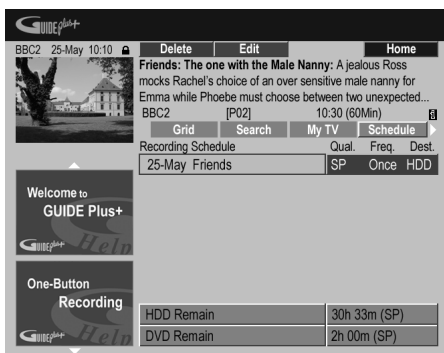 GUIDE Plus+
BBC2 25-May 10:10
Delete Edit Home
Friends: The one with the Male Nanny: A jealous Ross
mocks Rachel's choice of an over sensitive male nanny for
Emma while Phoebe must choose between two unexpected...
BBC2 [P02] 10:30 (60Min)
Grid Search My TV Schedule
Recording Schedule Qual. Freq. Dest.
25-May Friends SP Once HDD
Welcome to
GUIDE Plus+
GUIDE Plus+ Help
One-Button
Recording
GUIDE Plus+ Help
HDD Remain 30h 33m (SP)
DVD Remain 2h 00m (SP)